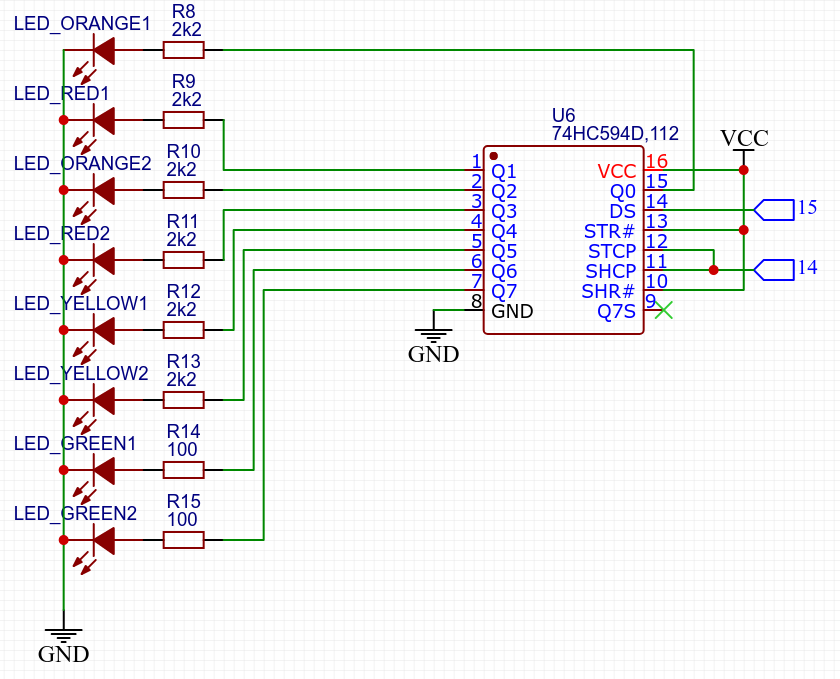 LED_ORANGE1
R8
2k2
LED_RED1
R9
2k2
LED_ORANGE2
R10
2k2
LED_RED2
R11
2k2
LED_YELLOW1
R12
2k2
LED_YELLOW2
R13
2k2
LED_GREEN1
R14
100
LED_GREEN2
R15
100
GND
U6
74HC594D,112
1 Q1
2 Q2
3 Q3
4 Q4
5 Q5
6 Q6
7 Q7
8 GND
GND
VCC 16
Q0 15
DS 14
STR# 13
STCP 12
SHCP 11
SHR# 10
Q7S 9
VCC
15
14